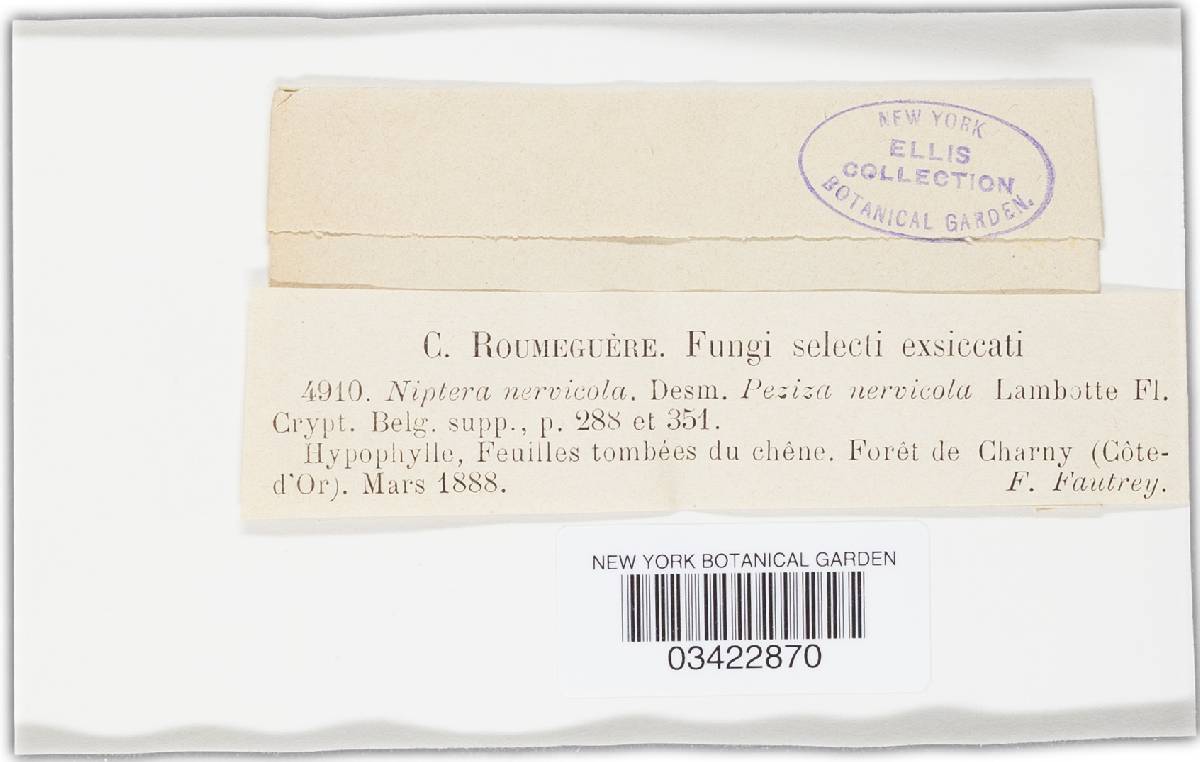 NEW YORK
ELLIS
COLLECTION
BOTANICAL GARDEN.
C. ROUMEGUÈRE. Fungi selecti exsiccati
4910. Niptera nervicola. Desm. Peziza nervicola Lambotte Fl.
Crypt. Belg. supp., p. 288 et 351.
Hypophylle, Feuilles tombées du chêne. Forêt de Charny (Côte-
d'Or). Mars 1888. F. Fautrey.
NEW YORK BOTANICAL GARDEN
03422870